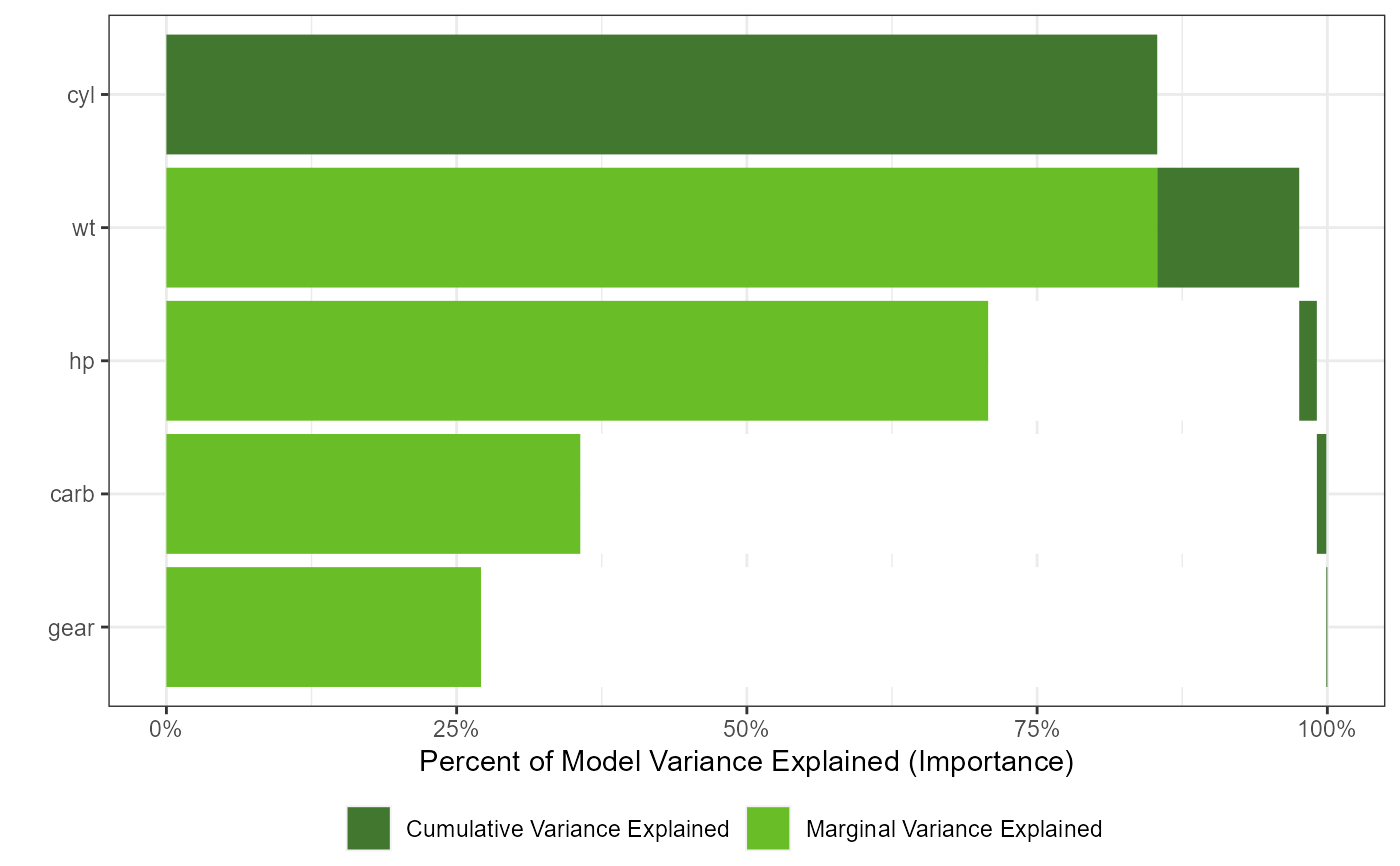 cyl
wt
hp
carb
gear
0% 25% 50% 75% 100%
Percent of Model Variance Explained (Importance)
Cumulative Variance Explained Marginal Variance Explained